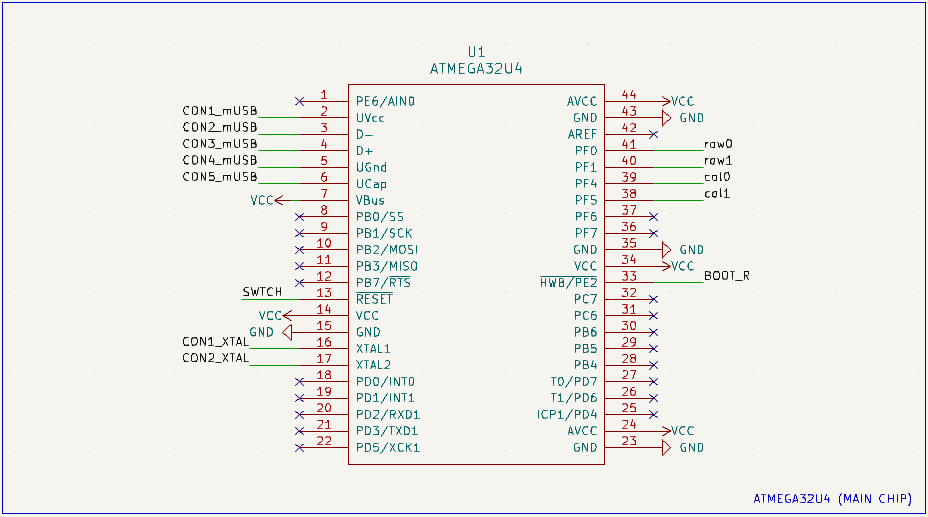 U1
ATMEGA32U4
1 PE6/AIN0
CON1_mUSB 2 UVcc
CON2_mUSB 3 D-
CON3_mUSB 4 D+
CON4_mUSB 5 UGnd
CON5_mUSB 6 UCap
VCC 7 VBus
8 PB0/SS
9 PB1/SCK
10 PB2/MOSI
11 PB3/MISO
12 PB7/RTS
SWTCH 13 RESET
VCC 14 VCC
GND 15 GND
CON1_XTAL 16 XTAL1
CON2_XTAL 17 XTAL2
18 PD0/INT0
19 PD1/INT1
20 PD2/RXD1
21 PD3/TXD1
22 PD5/XCK1
AVCC 44 VCC
GND 43 GND
AREF 42
PF0 41 row0
PF1 40 row1
PF4 39 col0
PF5 38 col1
PF6 37
PF7 36
GND 35 GND
VCC 34 VCC
HWB/PE2 33 BOOT_R
PC7 32
PC6 31
PB6 30
PB5 29
PB4 28
T0/PD7 27
T1/PD6 26
ICP1/PD4 25
AVCC 24 VCC
GND 23 GND
ATMEGA32U4 (MAIN CHIP)